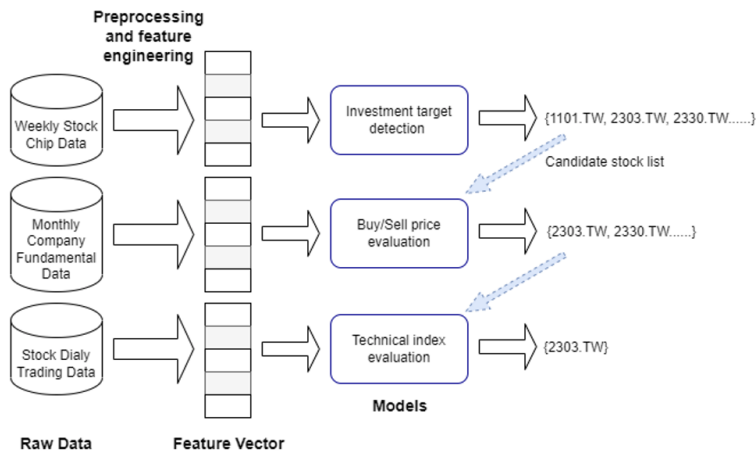 Preprocessing
and feature
engineering
Weekly Stock
Chip Data
Investment target
detection
{1101.TW, 2303.TW, 2330.TW......}
Candidate stock list
Monthly
Company
Fundamental
Data
Buy/Sell price
evaluation
{2303.TW, 2330.TW......}
Stock Dialy
Trading Data
Technical index
evaluation
{2303.TW}
Models
Raw Data
Feature Vector